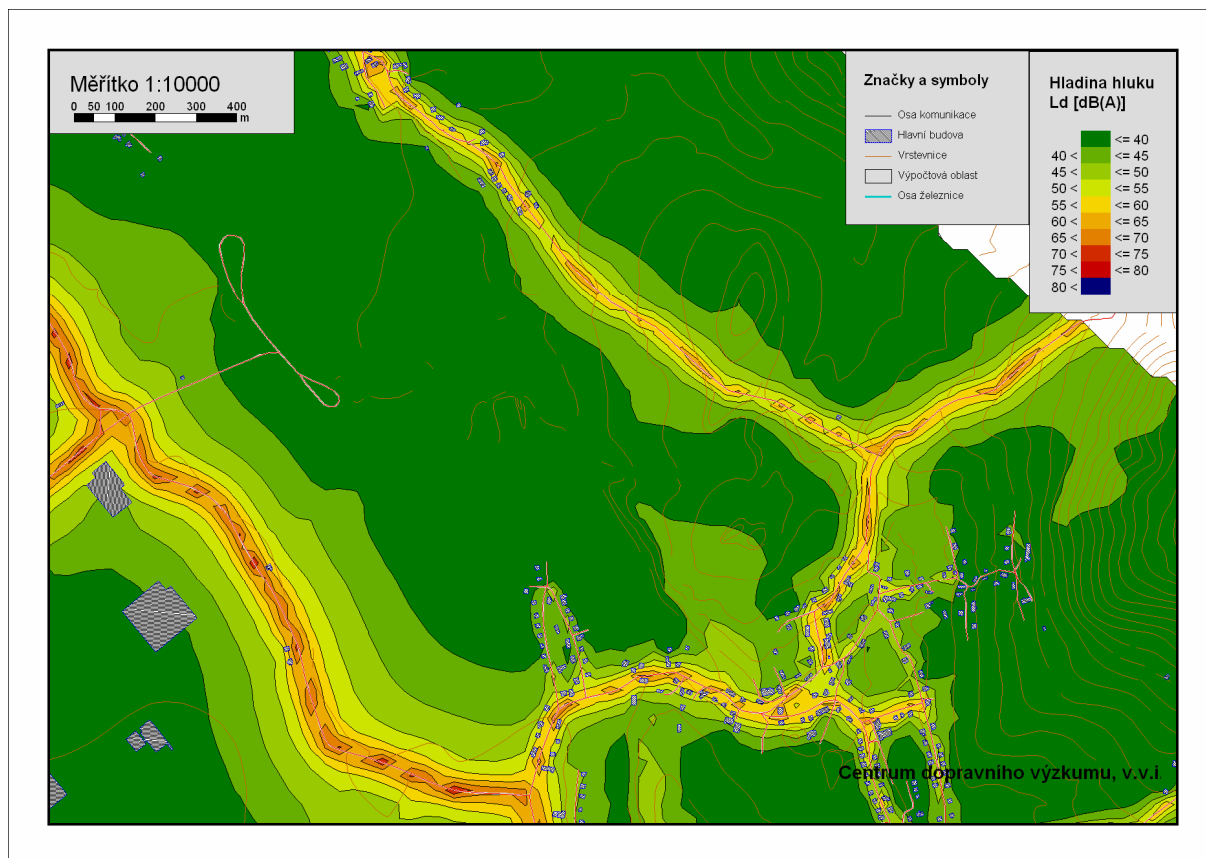 Měřítko 1:10000
0 50 100 200 300 400
m
Značky a symboly
Osa komunikace
Hlavní budova
Vrstevnice
Výpočtová oblast
Osa železnice
Hladina hluku
Ld [dB(A)]
<= 40
40 < <= 45
45 < <= 50
50 < <= 55
55 < <= 60
60 < <= 65
65 < <= 70
70 < <= 75
75 < <= 80
80 <
Centrum dopravního výzkumu, v.v.i.